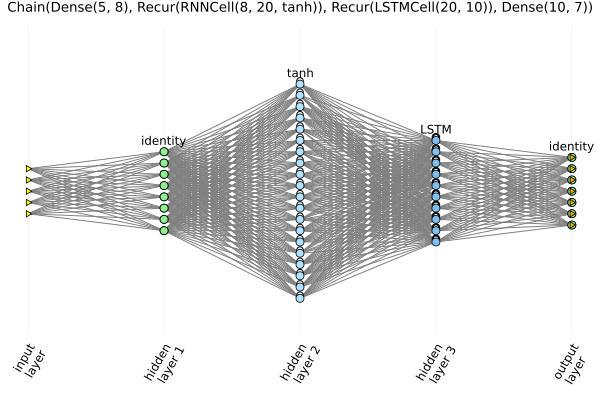 Chain(Dense(5, 8), Recur(RNNCell(8, 20, tanh)), Recur(LSTMCell(20, 10)), Dense(10, 7))
tanh
LSTM
identity
identity
input
layer
hidden
layer 1
hidden
layer 2
hidden
layer 3
output
layer